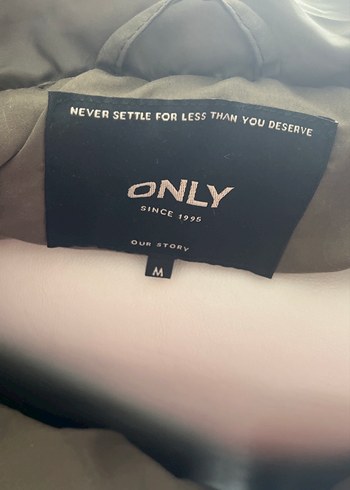 NEVER SETTLE FOR LESS THAN YOU DESERVE
ONLY
SINCE 1995
OUR STORY
M